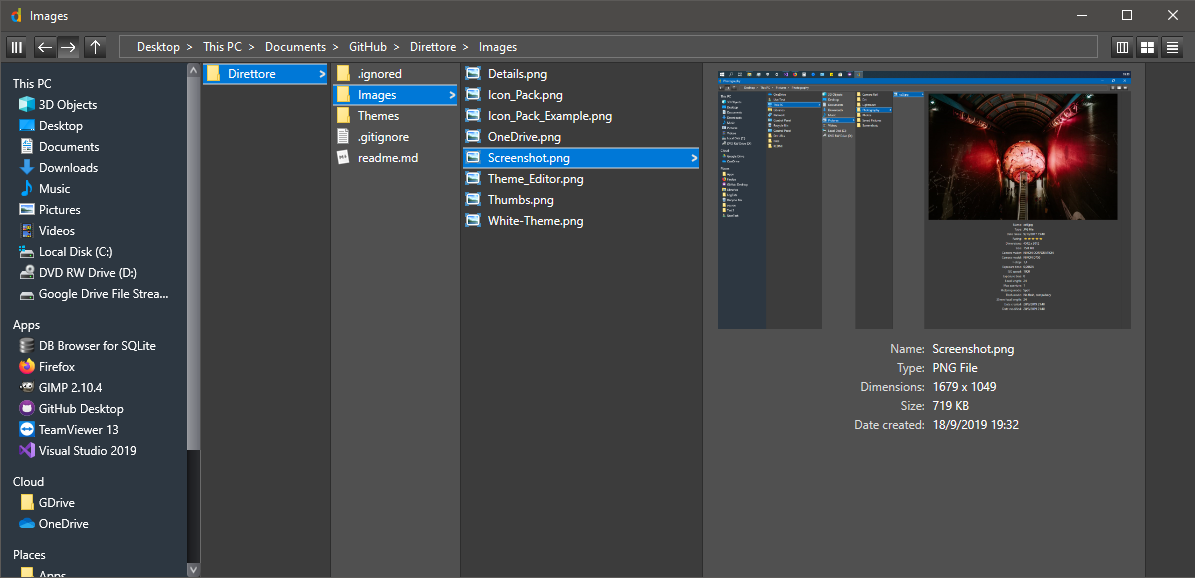 Images
Desktop > This PC > Documents > GitHub > Direttore > Images
This PC
3D Objects
Desktop
Documents
Downloads
Music
Pictures
Videos
Local Disk (C:)
DVD RW Drive (D:)
Google Drive File Strea...
Apps
DB Browser for SQLite
Firefox
GIMP 2.10.4
GitHub Desktop
TeamViewer 13
Visual Studio 2019
Cloud
GDrive
OneDrive
Places
Apps
Direttore >
.ignored
Images >
Themes
.gitignore
readme.md
Details.png
Icon_Pack.png
Icon_Pack_Example.png
OneDrive.png
Screenshot.png >
Theme_Editor.png
Thumbs.png
White-Theme.png
Name: Screenshot.png
Type: PNG File
Dimensions: 1679 x 1049
Size: 719 KB
Date created: 18/9/2019 19:32